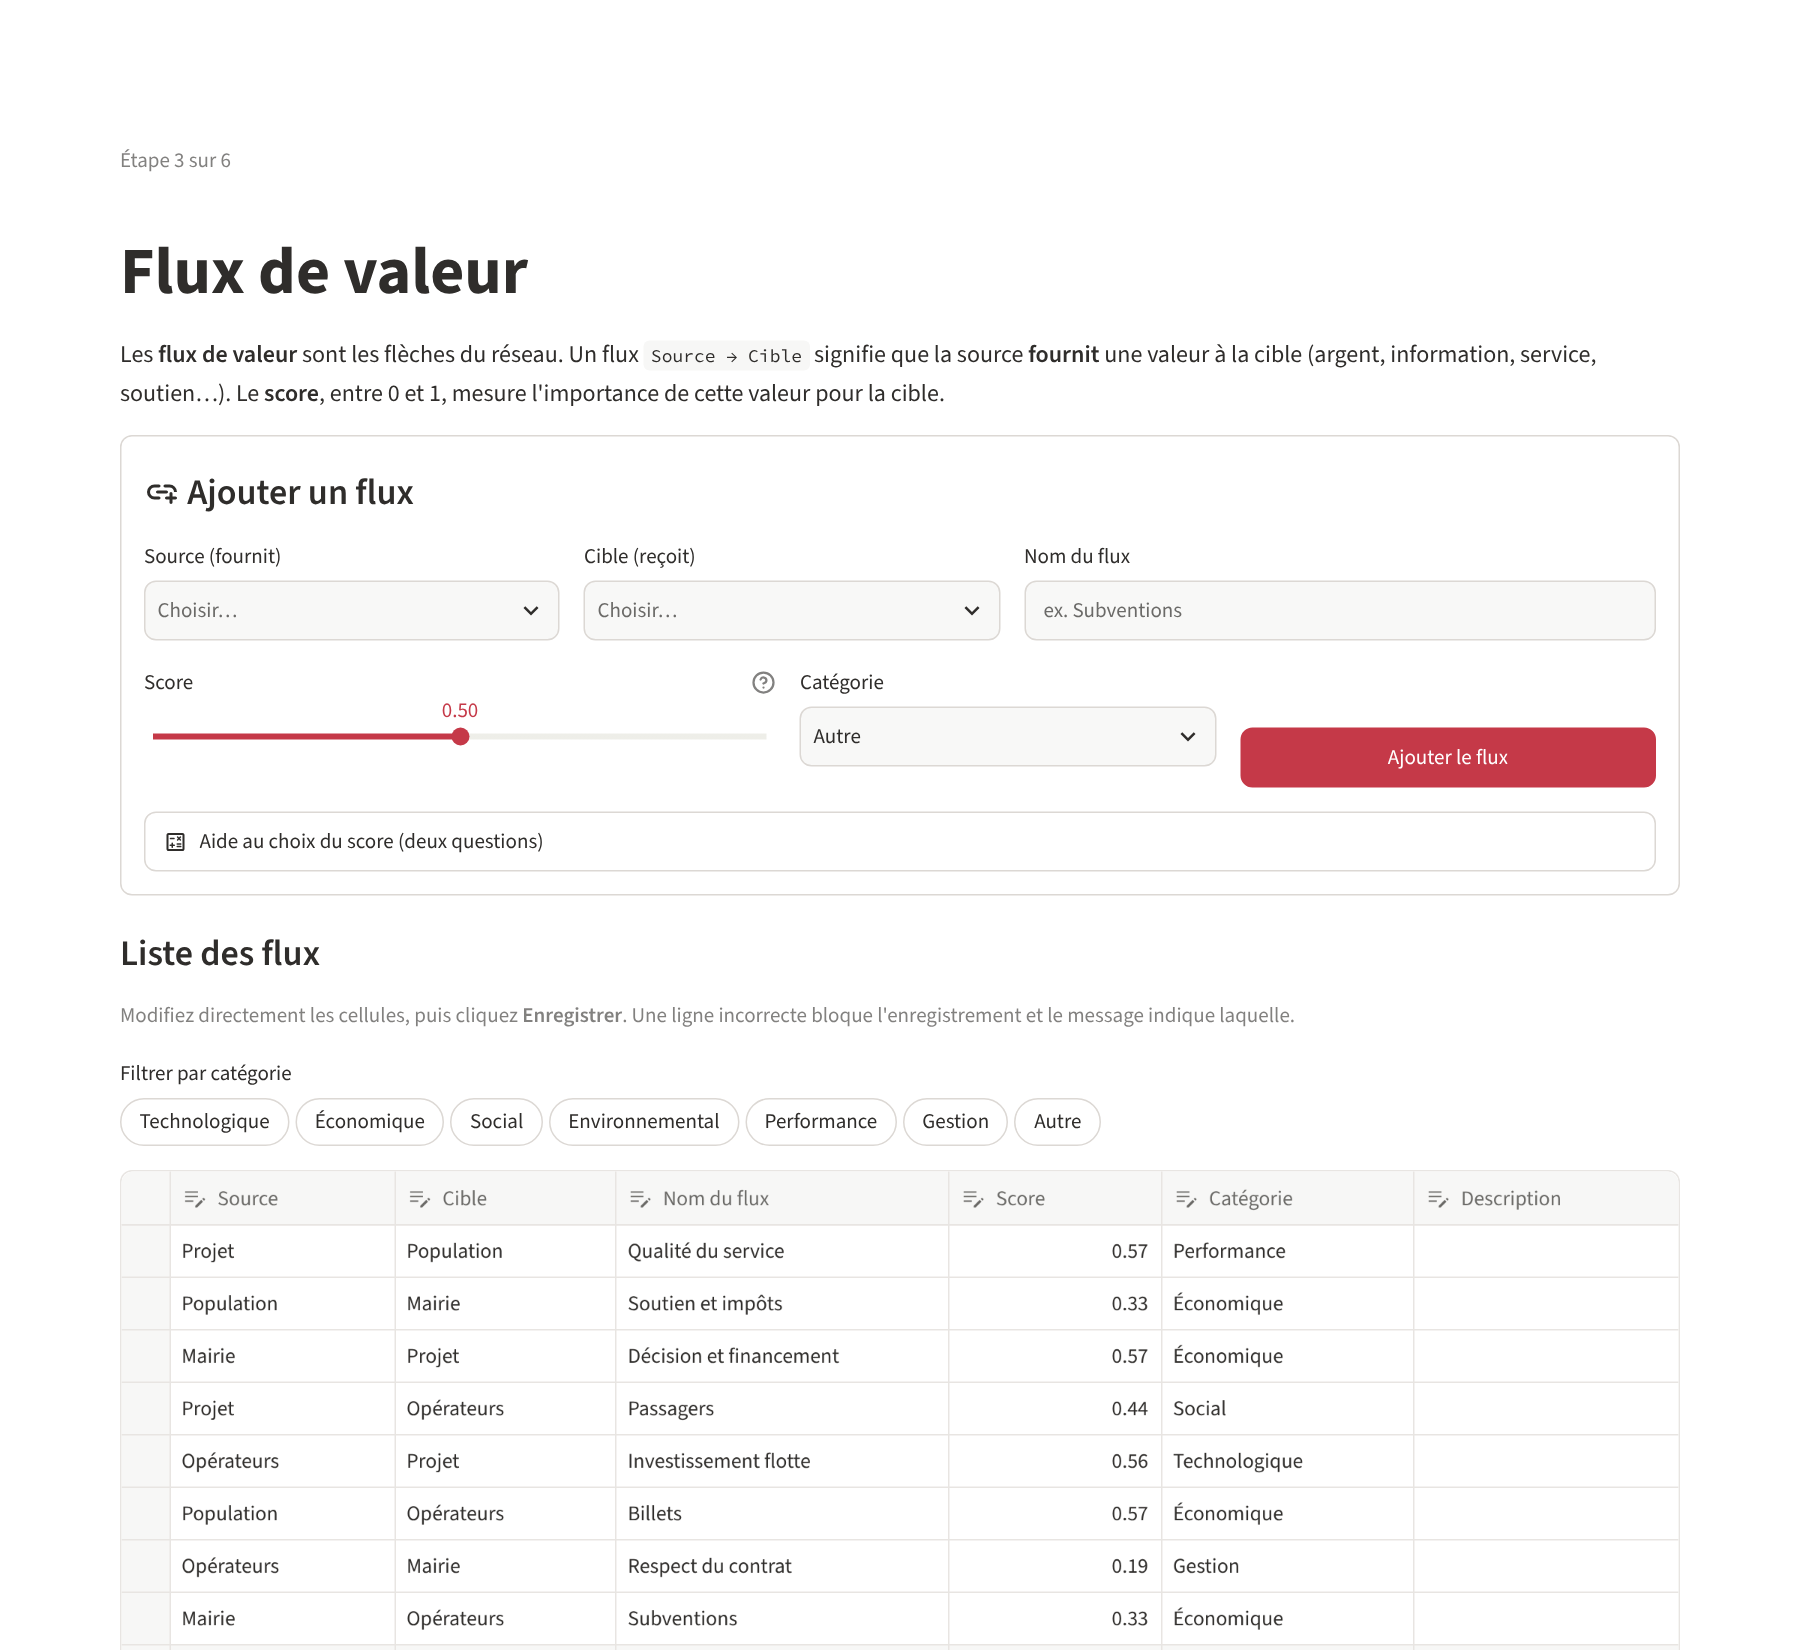 Étape 3 sur 6
Flux de valeur
Les flux de valeur sont les flèches du réseau. Un flux Source → Cible signifie que la source fournit une valeur à la cible (argent, information, service,
soutien…). Le score, entre 0 et 1, mesure l'importance de cette valeur pour la cible.
Ajouter un flux
Source (fournit) Cible (reçoit) Nom du flux
Choisir… Choisir… ex. Subventions
Score Catégorie
0.50
Autre
Ajouter le flux
Aide au choix du score (deux questions)
Liste des flux
Modifiez directement les cellules, puis cliquez Enregistrer. Une ligne incorrecte bloque l'enregistrement et le message indique laquelle.
Filtrer par catégorie
Technologique Économique Social Environnemental Performance Gestion Autre
Source Cible Nom du flux Score Catégorie Description
Projet Population Qualité du service 0.57 Performance
Population Mairie Soutien et impôts 0.33 Économique
Mairie Projet Décision et financement 0.57 Économique
Projet Opérateurs Passagers 0.44 Social
Opérateurs Projet Investissement flotte 0.56 Technologique
Population Opérateurs Billets 0.57 Économique
Opérateurs Mairie Respect du contrat 0.19 Gestion
Mairie Opérateurs Subventions 0.33 Économique